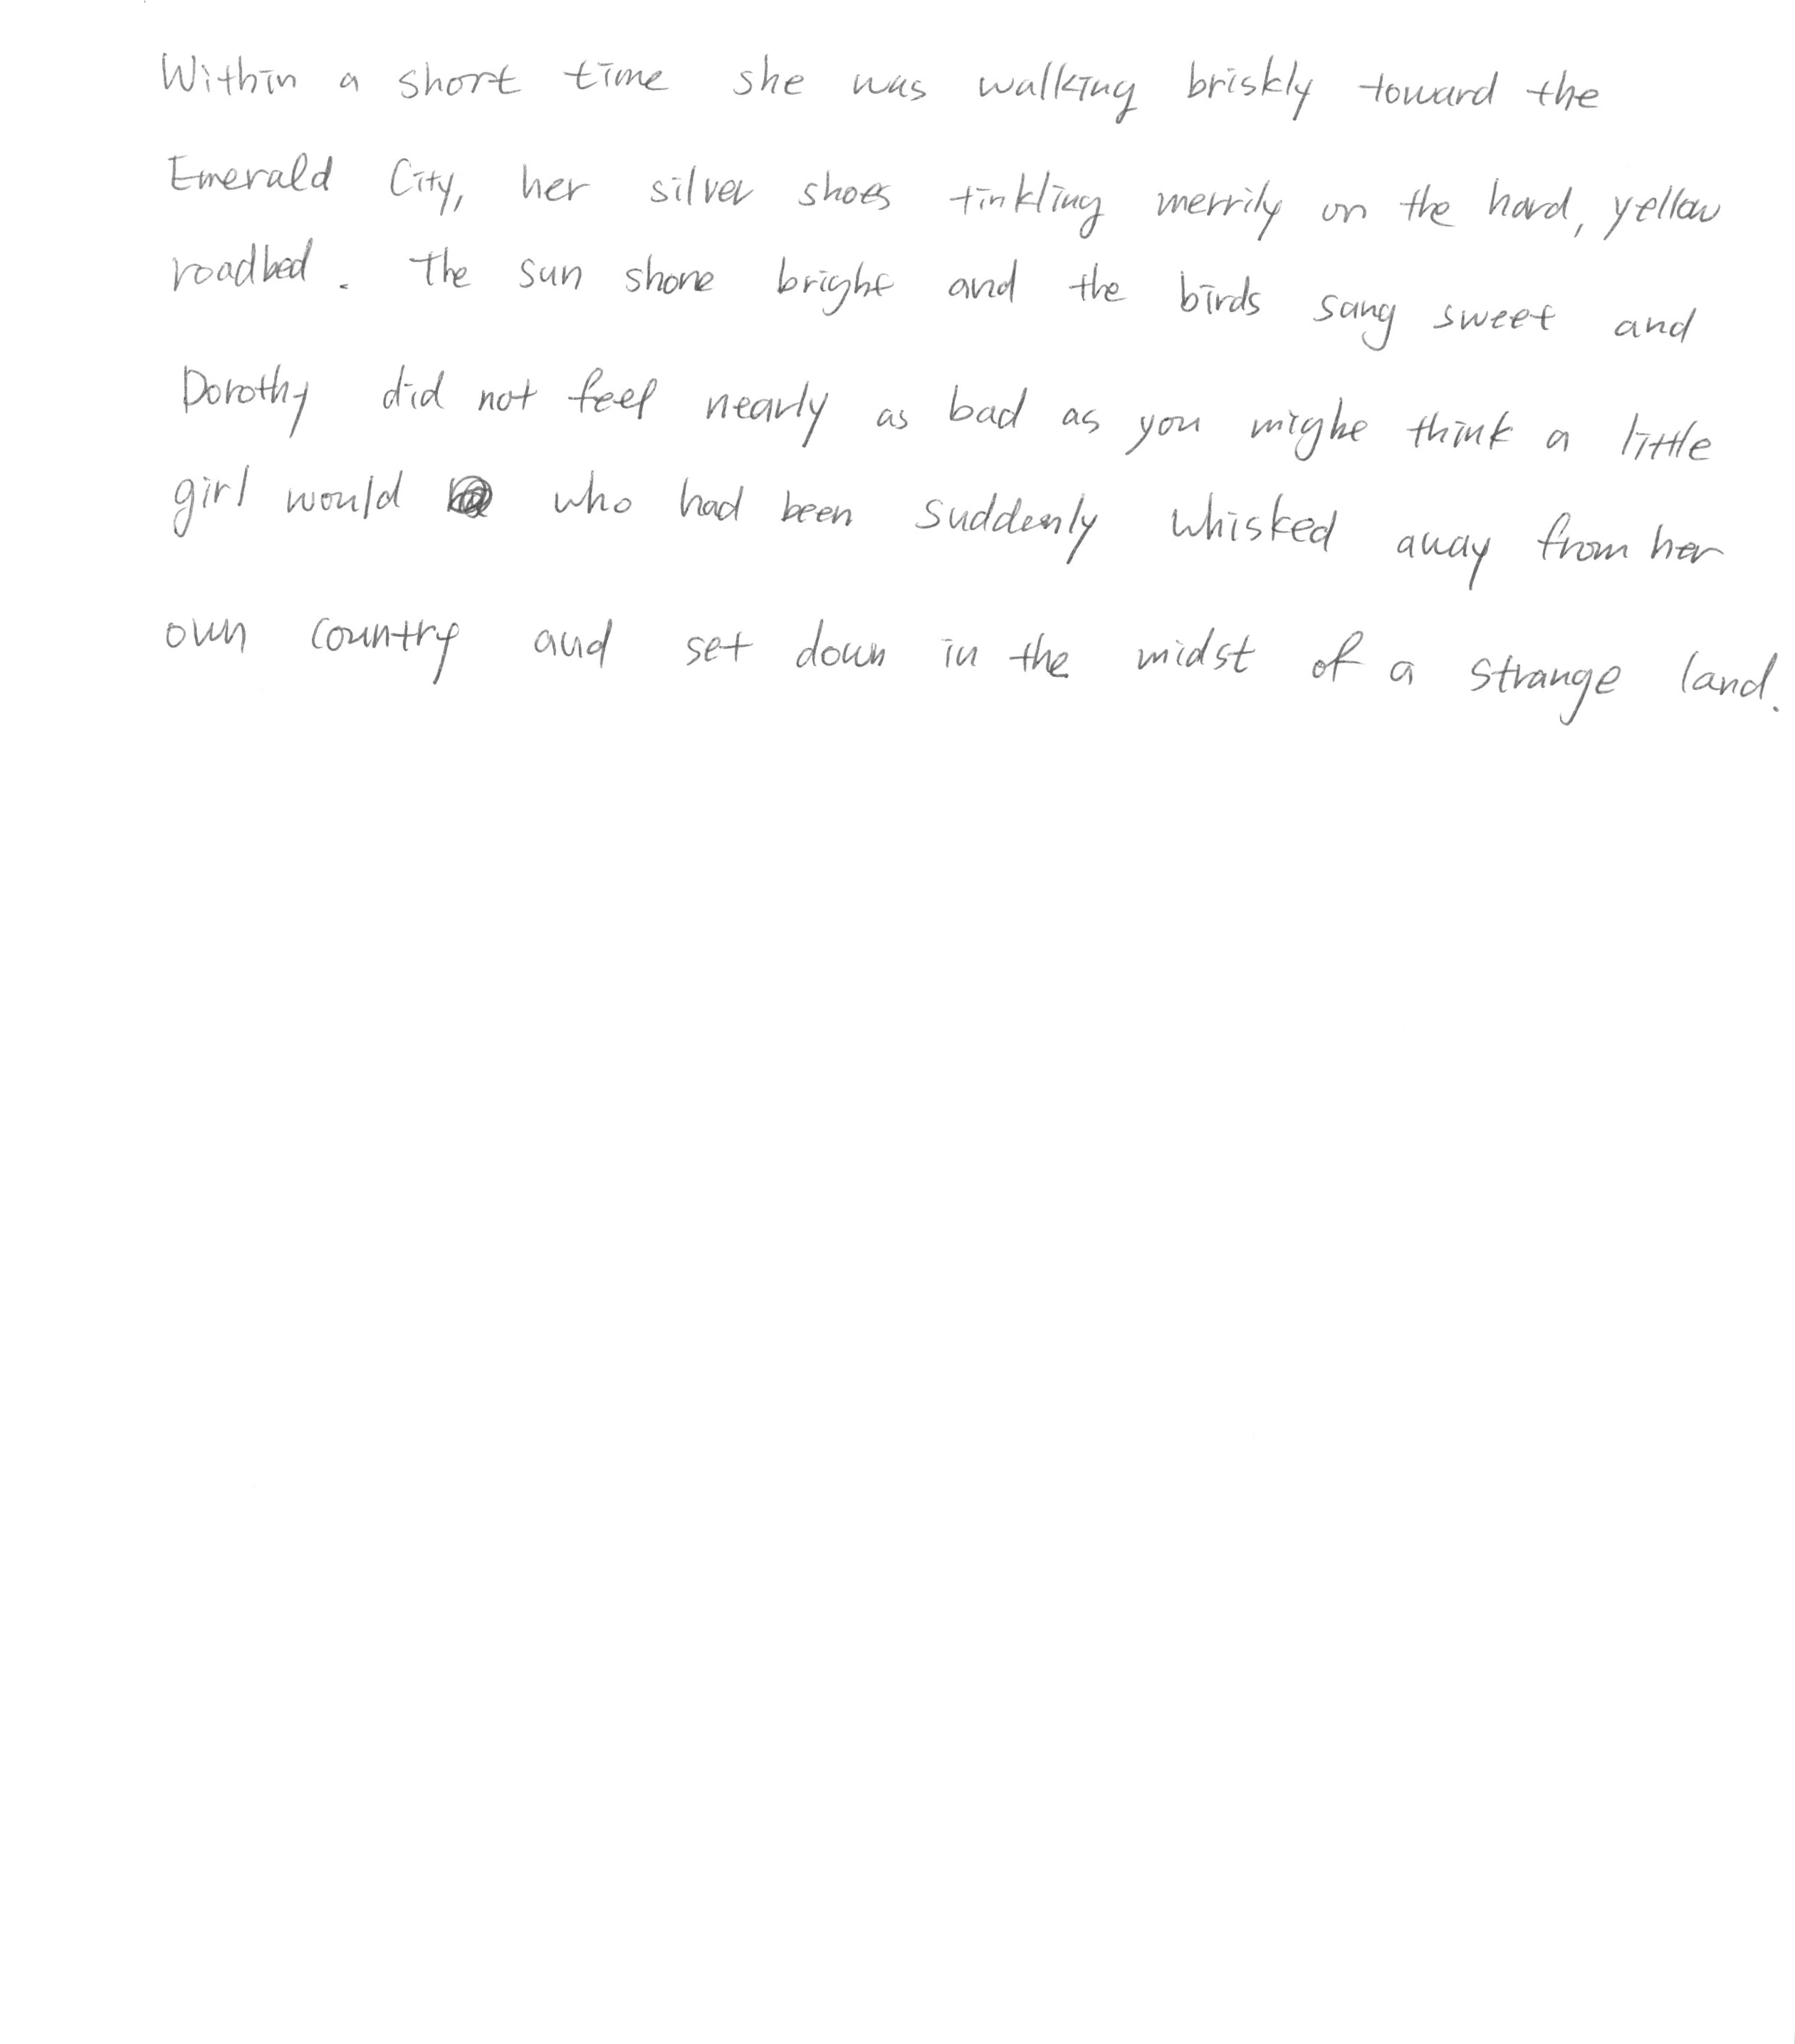 Within a short time she was walking briskly toward the
Emerald City, her silver shoes tinkling merrily on the hard, yellow
roadbed. The sun shone bright and the birds sang sweet and
Dorothy did not feel nearly as bad as you might think a little
girl would who had been suddenly whisked away from her
own country and set down in the midst of a strange land.